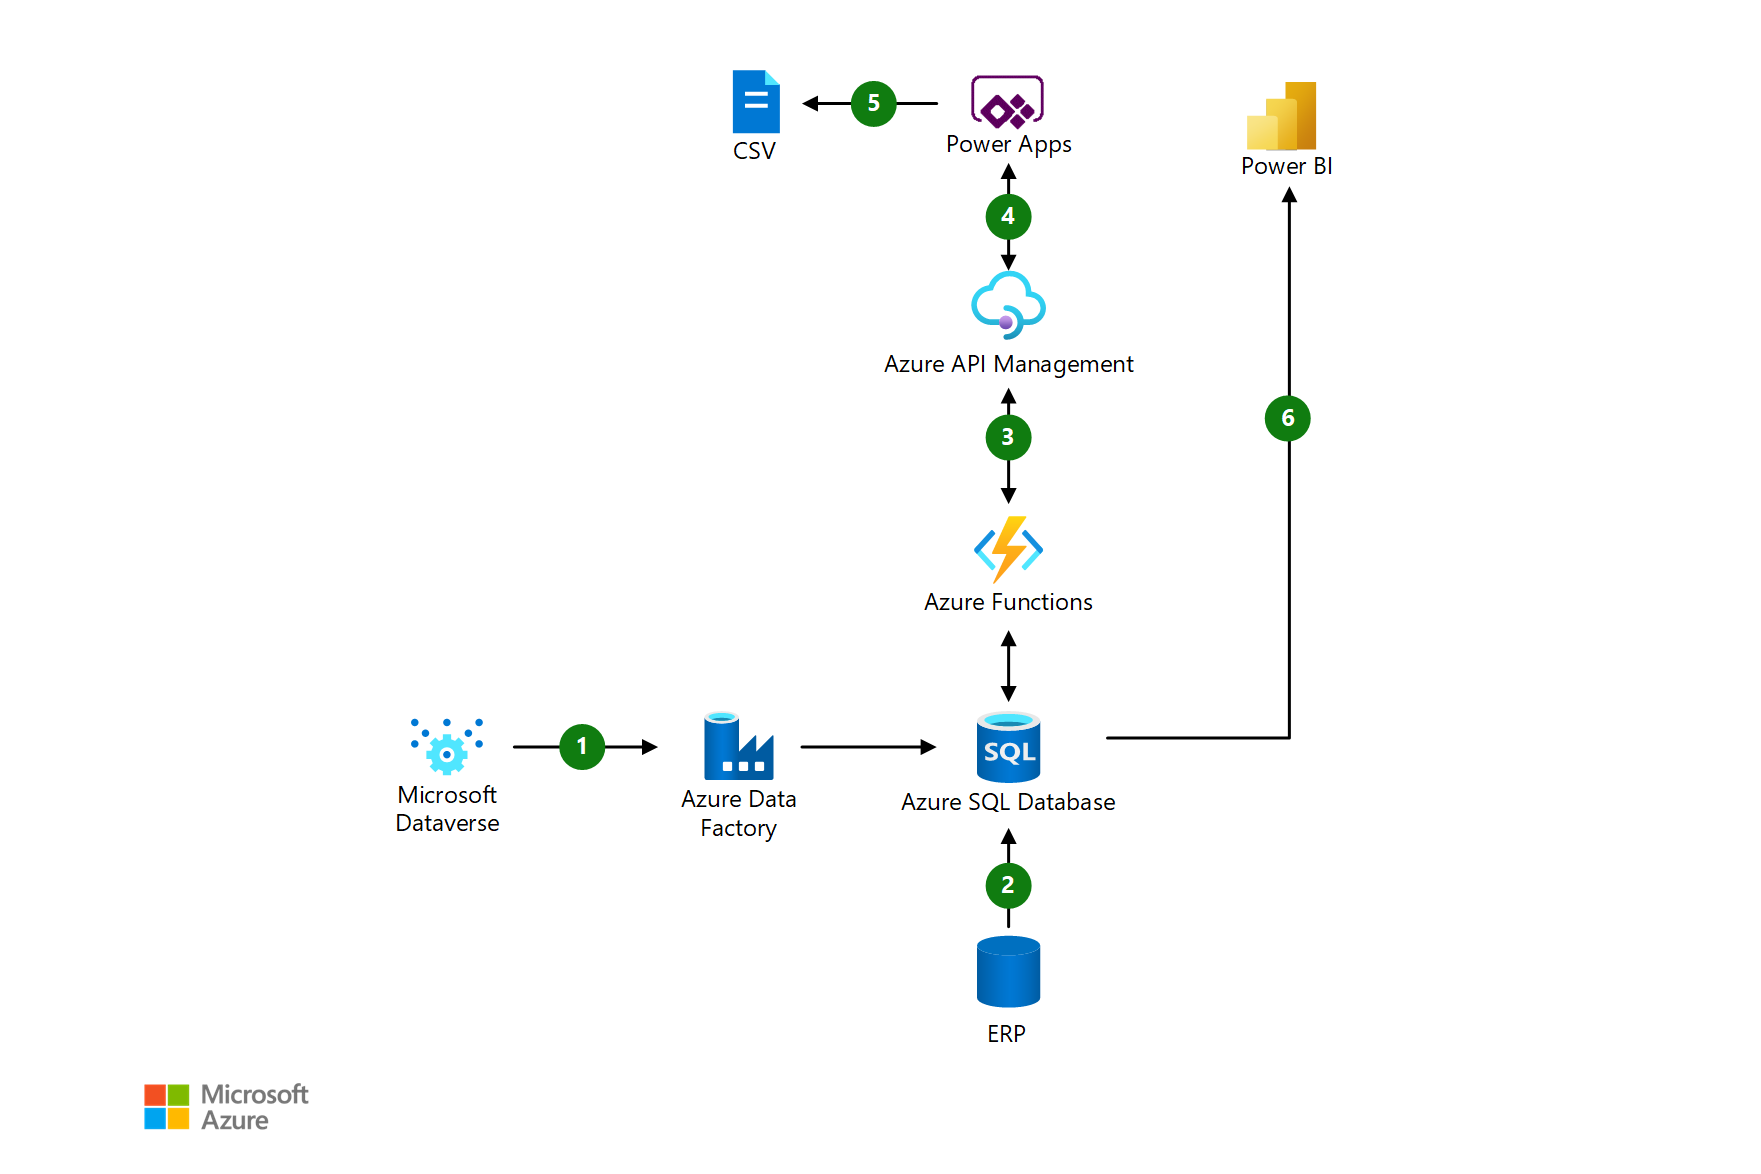 5
CSV
Power Apps
Power BI
4
Azure API Management
3
6
Azure Functions
1
SQL
Microsoft
Dataverse
Azure Data
Factory
Azure SQL Database
2
ERP
Microsoft
Azure